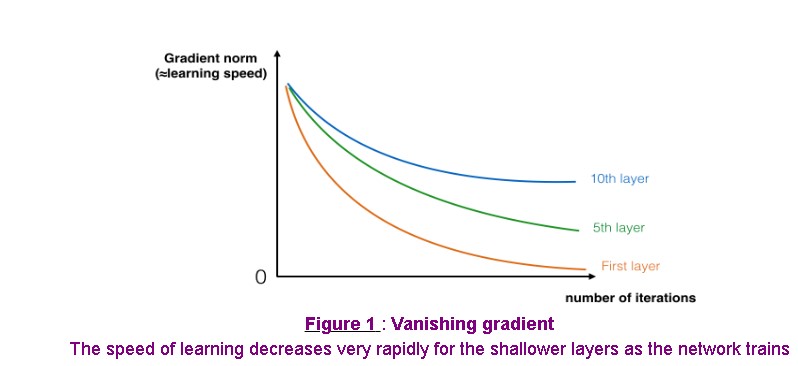 Gradient norm
(≈learning speed)
10th layer
5th layer
First layer
0
number of iterations
Figure 1 : Vanishing gradient
The speed of learning decreases very rapidly for the shallower layers as the network trains